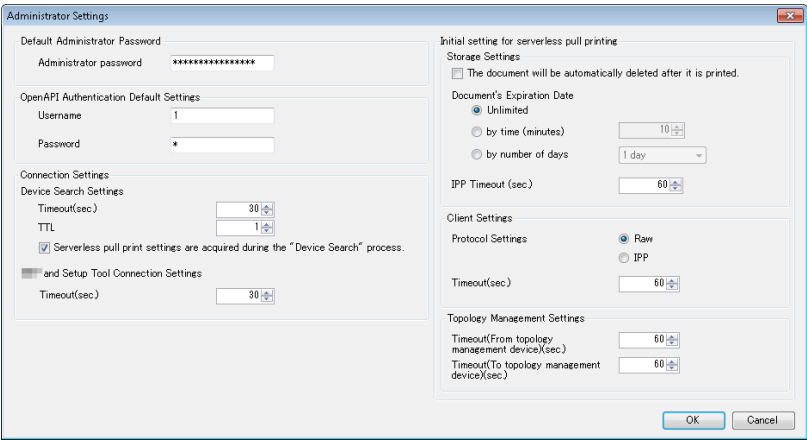 Administrator Settings
Default Administrator Password
Administrator password ****************
OpenAPI Authentication Default Settings
Username 1
Password *
Connection Settings
Device Search Settings
Timeout(sec.) 30
TTL 1
Serverless pull print settings are acquired during the "Device Search" process.
and Setup Tool Connection Settings
Timeout(sec.) 30
Initial setting for serverless pull printing
Storage Settings
The document will be automatically deleted after it is printed.
Document's Expiration Date
Unlimited
by time (minutes) 10
by number of days 1 day
IPP Timeout (sec.) 60
Client Settings
Protocol Settings Raw
IPP
Timeout(sec.) 60
Topology Management Settings
Timeout(From topology
management device)(sec.) 60
Timeout(To topology management
device)(sec.) 60
OK Cancel